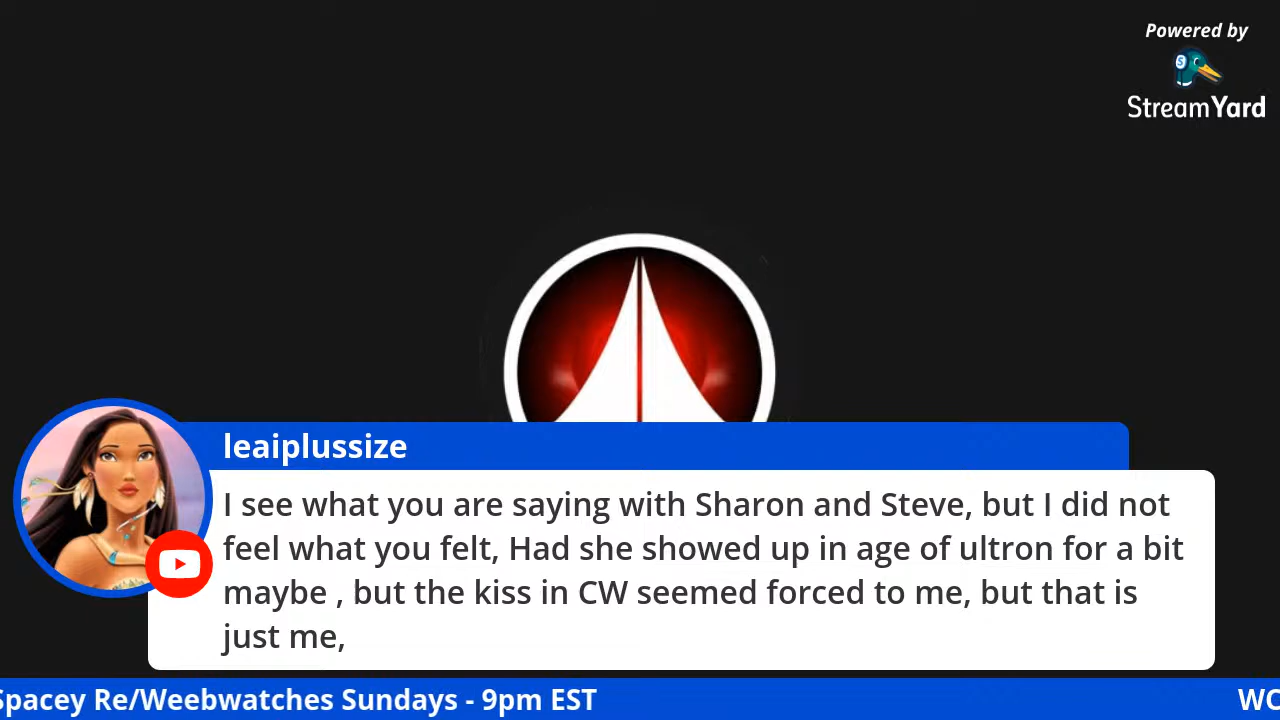 Powered by
StreamYard
leaiplussize
I see what you are saying with Sharon and Steve, but I did not
feel what you felt, Had she showed up in age of ultron for a bit
maybe , but the kiss in CW seemed forced to me, but that is
just me,
Spacey Re/Weebwatches Sundays - 9pm EST